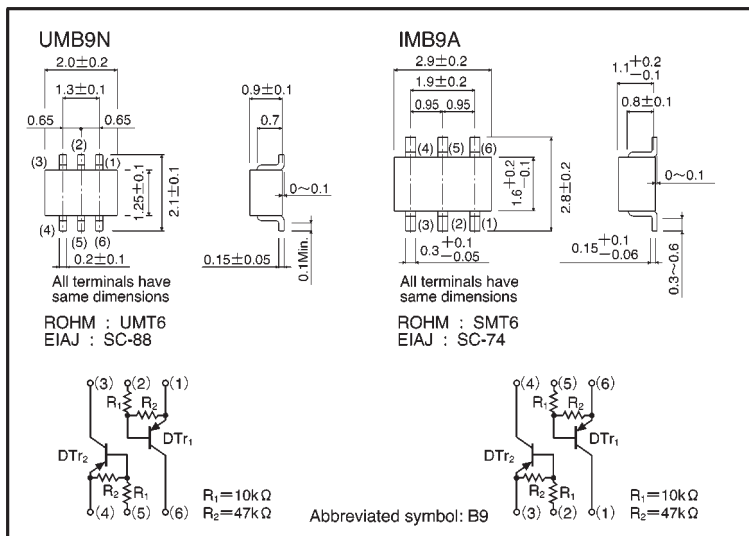 UMB9N
2.0±0.2
1.3±0.1
0.65
0.65
(2)
(3)
(1)
(4)
(5)
(6)
0.2±0.1
1.25±0.1
2.1±0.1
0.9±0.1
0.7
0~0.1
0.15±0.05
0.1Min.
All terminals have
same dimensions
ROHM : UMT6
EIAJ : SC-88
IMB9A
2.9±0.2
1.9±0.2
0.95
0.95
(4)
(5)
(6)
(3)
(2)
(1)
0.3+0.1
-0.05
1.6+0.2
-0.1
2.8±0.2
1.1+0.2
-0.1
0.8±0.1
0~0.1
0.15+0.1
-0.06
0.3~0.6
All terminals have
same dimensions
ROHM : SMT6
EIAJ : SC-74
(3) (2) (1)
R1
R2
DTr1
DTr2
R2
R1
(4) (5) (6)
R1=10kΩ
R2=47kΩ
Abbreviated symbol: B9
(4) (5) (6)
R1
R2
DTr1
DTr2
R2
R1
(3) (2) (1)
R1=10kΩ
R2=47kΩ